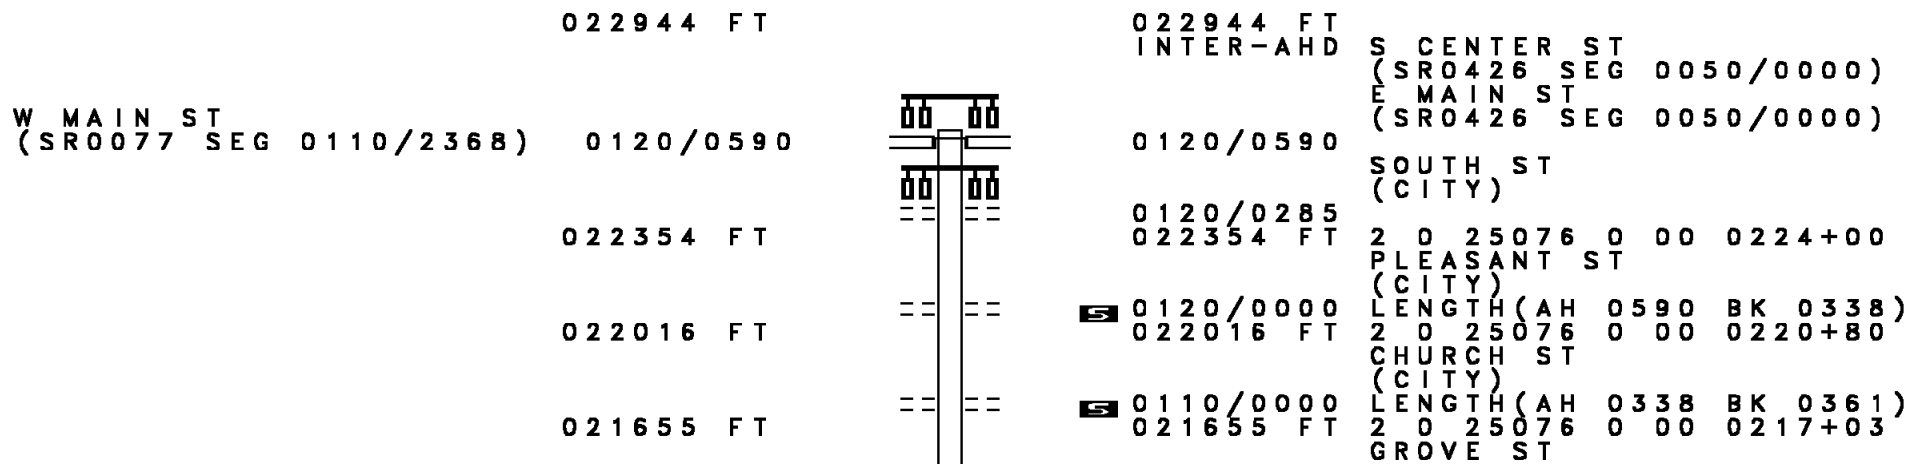 022944 FT 022944 FT
INTER-AHD S CENTER ST
(SR0426 SEG 0050/0000)
E MAIN ST
W MAIN ST (SR0426 SEG 0050/0000)
(SR0077 SEG 0110/2368) 0120/0590 0120/0590
SOUTH ST
(CITY)
0120/0285
022354 FT 022354 FT 2 0 25076 0 00 0224+00
PLEASANT ST
(CITY)
S 0120/0000 LENGTH(AH 0590 BK 0338)
022016 FT 022016 FT 2 0 25076 0 00 0220+80
CHURCH ST
(CITY)
S 0110/0000 LENGTH(AH 0338 BK 0361)
021655 FT 021655 FT 2 0 25076 0 00 0217+03
GROVE ST